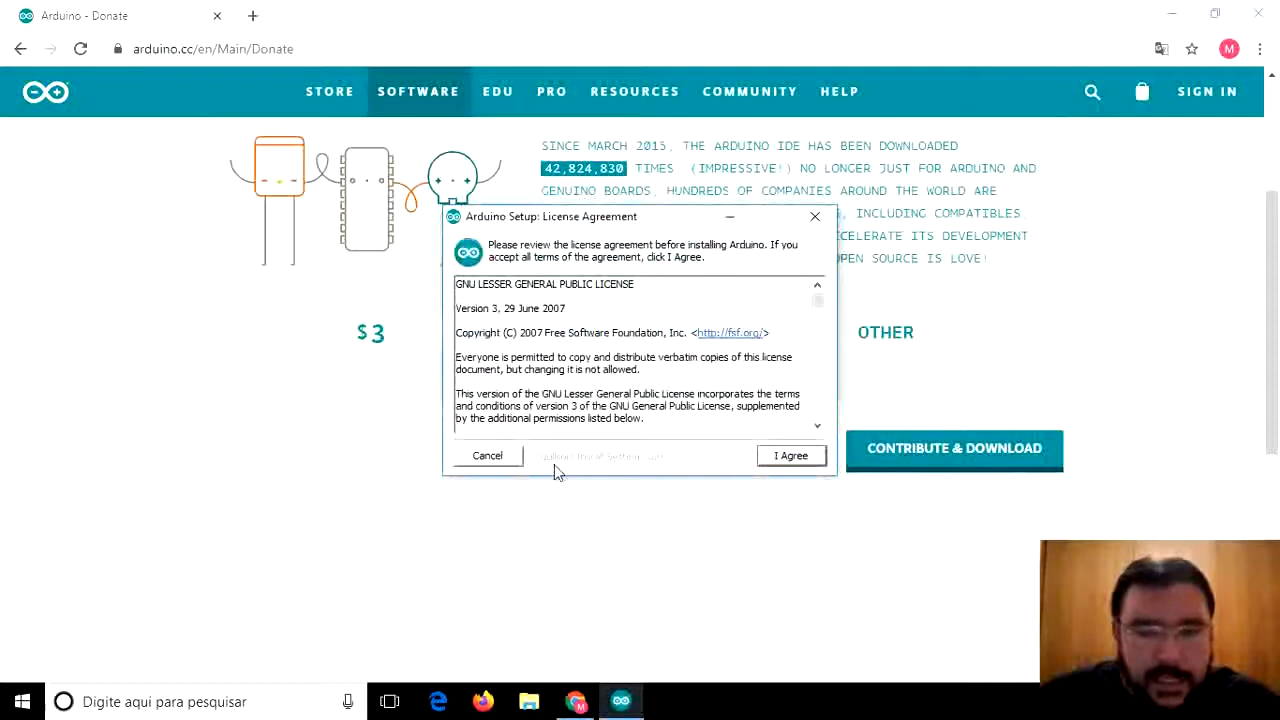 Arduino - Donate
arduino.cc/en/Main/Donate
M
STORE SOFTWARE EDU PRO RESOURCES COMMUNITY HELP SIGN IN
SINCE MARCH 2015, THE ARDUINO IDE HAS BEEN DOWNLOADED
42,824,830 TIMES (IMPRESSIVE!) NO LONGER JUST FOR ARDUINO AND
GENUINO BOARDS, HUNDREDS OF COMPANIES AROUND THE WORLD ARE
, INCLUDING COMPATIBLES
CELERATE ITS DEVELOPMENT
OPEN SOURCE IS LOVE!
Arduino Setup: License Agreement
Please review the license agreement before installing Arduino. If you
accept all terms of the agreement, click I Agree.
GNU LESSER GENERAL PUBLIC LICENSE
Version 3, 29 June 2007
Copyright (C) 2007 Free Software Foundation, Inc. <http://fsf.org/>
Everyone is permitted to copy and distribute verbatim copies of this license
document, but changing it is not allowed.
This version of the GNU Lesser General Public License incorporates the terms
and conditions of version 3 of the GNU General Public License, supplemented
by the additional permissions listed below.
Cancel
I Agree
$3
OTHER
CONTRIBUTE & DOWNLOAD
Digite aqui para pesquisar
M